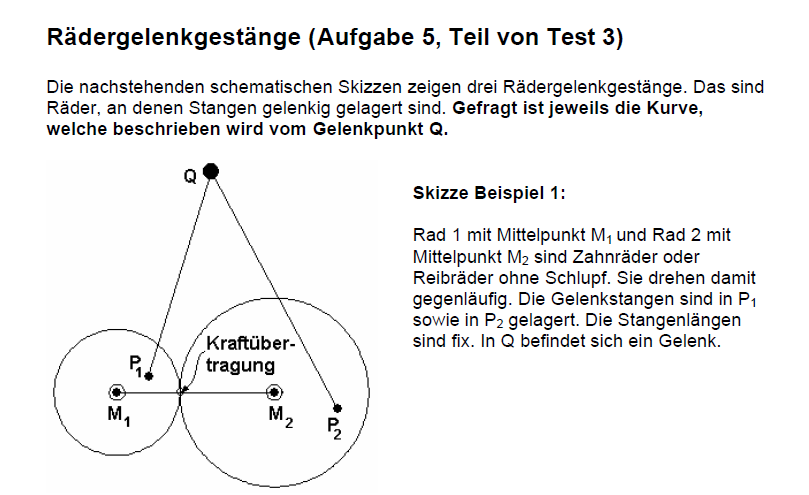 Rädergelenkgestänge (Aufgabe 5, Teil von Test 3)
Die nachstehenden schematischen Skizzen zeigen drei Rädergelenkgestänge. Das sind
Räder, an denen Stangen gelenkig gelagert sind. Gefragt ist jeweils die Kurve,
welche beschrieben wird vom Gelenkpunkt Q.
Q
Skizze Beispiel 1:
Rad 1 mit Mittelpunkt M₁ und Rad 2 mit
Mittelpunkt M₂ sind Zahnräder oder
Reibräder ohne Schlupf. Sie drehen damit
gegenläufig. Die Gelenkstangen sind in P₁
sowie in P₂ gelagert. Die Stangenlängen
sind fix. In Q befindet sich ein Gelenk.
Kraftüber-
tragung
P₁
M₁
M₂
P₂